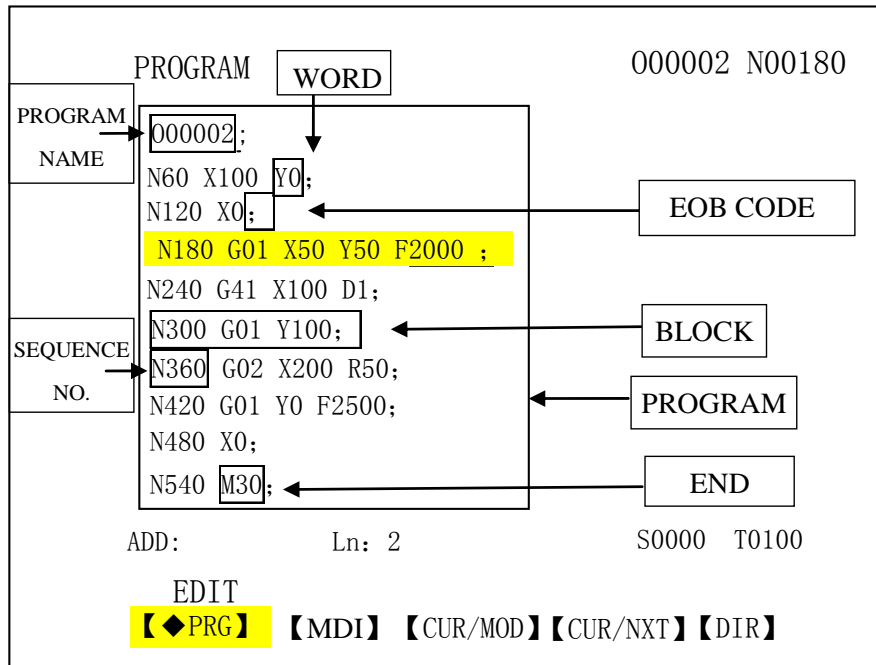 PROGRAM WORD O00002 N00180
PROGRAM
NAME
O00002;
N60 X100 Y0;
N120 X0;
EOB CODE
N180 G01 X50 Y50 F2000 ;
N240 G41 X100 D1;
N300 G01 Y100;
BLOCK
SEQUENCE
NO.
N360 G02 X200 R50;
N420 G01 Y0 F2500;
PROGRAM
N480 X0;
N540 M30;
END
ADD: Ln: 2 S0000 T0100
EDIT
【◆PRG】 【MDI】 【CUR/MOD】【CUR/NXT】【DIR】